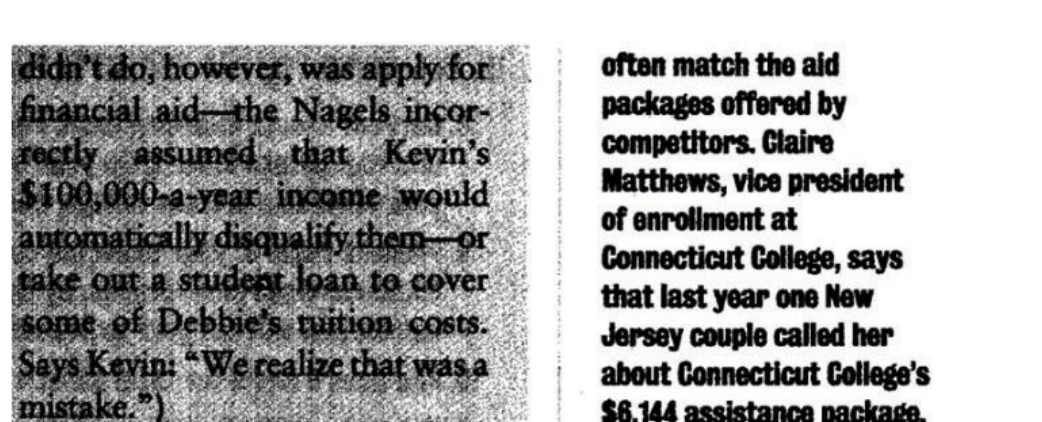 didn't do, however, was apply for
financial aid—the Nagels incor-
rectly assumed that Kevin's
$100,000-a-year income would
automatically disqualify them—or
take out a student loan to cover
some of Debbie's tuition costs.
Says Kevin: “We realize that was a
mistake.”)
often match the aid
packages offered by
competitors. Claire
Matthews, vice president
of enrollment at
Connecticut College, says
that last year one New
Jersey couple called her
about Connecticut College's
$6,144 assistance package.